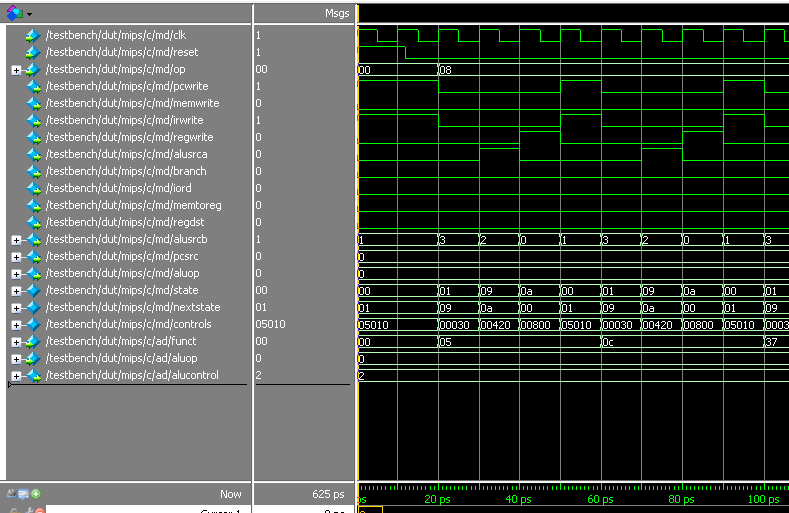 Msgs
/testbench/dut/mips/c/md/clk 1
/testbench/dut/mips/c/md/reset 1
/testbench/dut/mips/c/md/op 00 00 08
/testbench/dut/mips/c/md/pcwrite 1
/testbench/dut/mips/c/md/memwrite 0
/testbench/dut/mips/c/md/irwrite 1
/testbench/dut/mips/c/md/regwrite 0
/testbench/dut/mips/c/md/alusrca 0
/testbench/dut/mips/c/md/branch 0
/testbench/dut/mips/c/md/iord 0
/testbench/dut/mips/c/md/memtoreg 0
/testbench/dut/mips/c/md/regdst 0
/testbench/dut/mips/c/md/alusrcb 1 1 3 2 0 1 3 2 0 1 3
/testbench/dut/mips/c/md/pcsrc 0 0
/testbench/dut/mips/c/md/aluop 0 0
/testbench/dut/mips/c/md/state 00 00 01 09 0a 00 01 09 0a 00 01
/testbench/dut/mips/c/md/nextstate 01 01 09 0a 00 01 09 0a 00 01 09
/testbench/dut/mips/c/md/controls 05010 05010 00030 00420 00800 05010 00030 00420 00800 05010 0003
/testbench/dut/mips/c/ad/funct 00 00 05 0c 37
/testbench/dut/mips/c/ad/aluop 0 0
/testbench/dut/mips/c/ad/alucontrol 2 2
Now 625 ps ps 20 ps 40 ps 60 ps 80 ps 100 ps